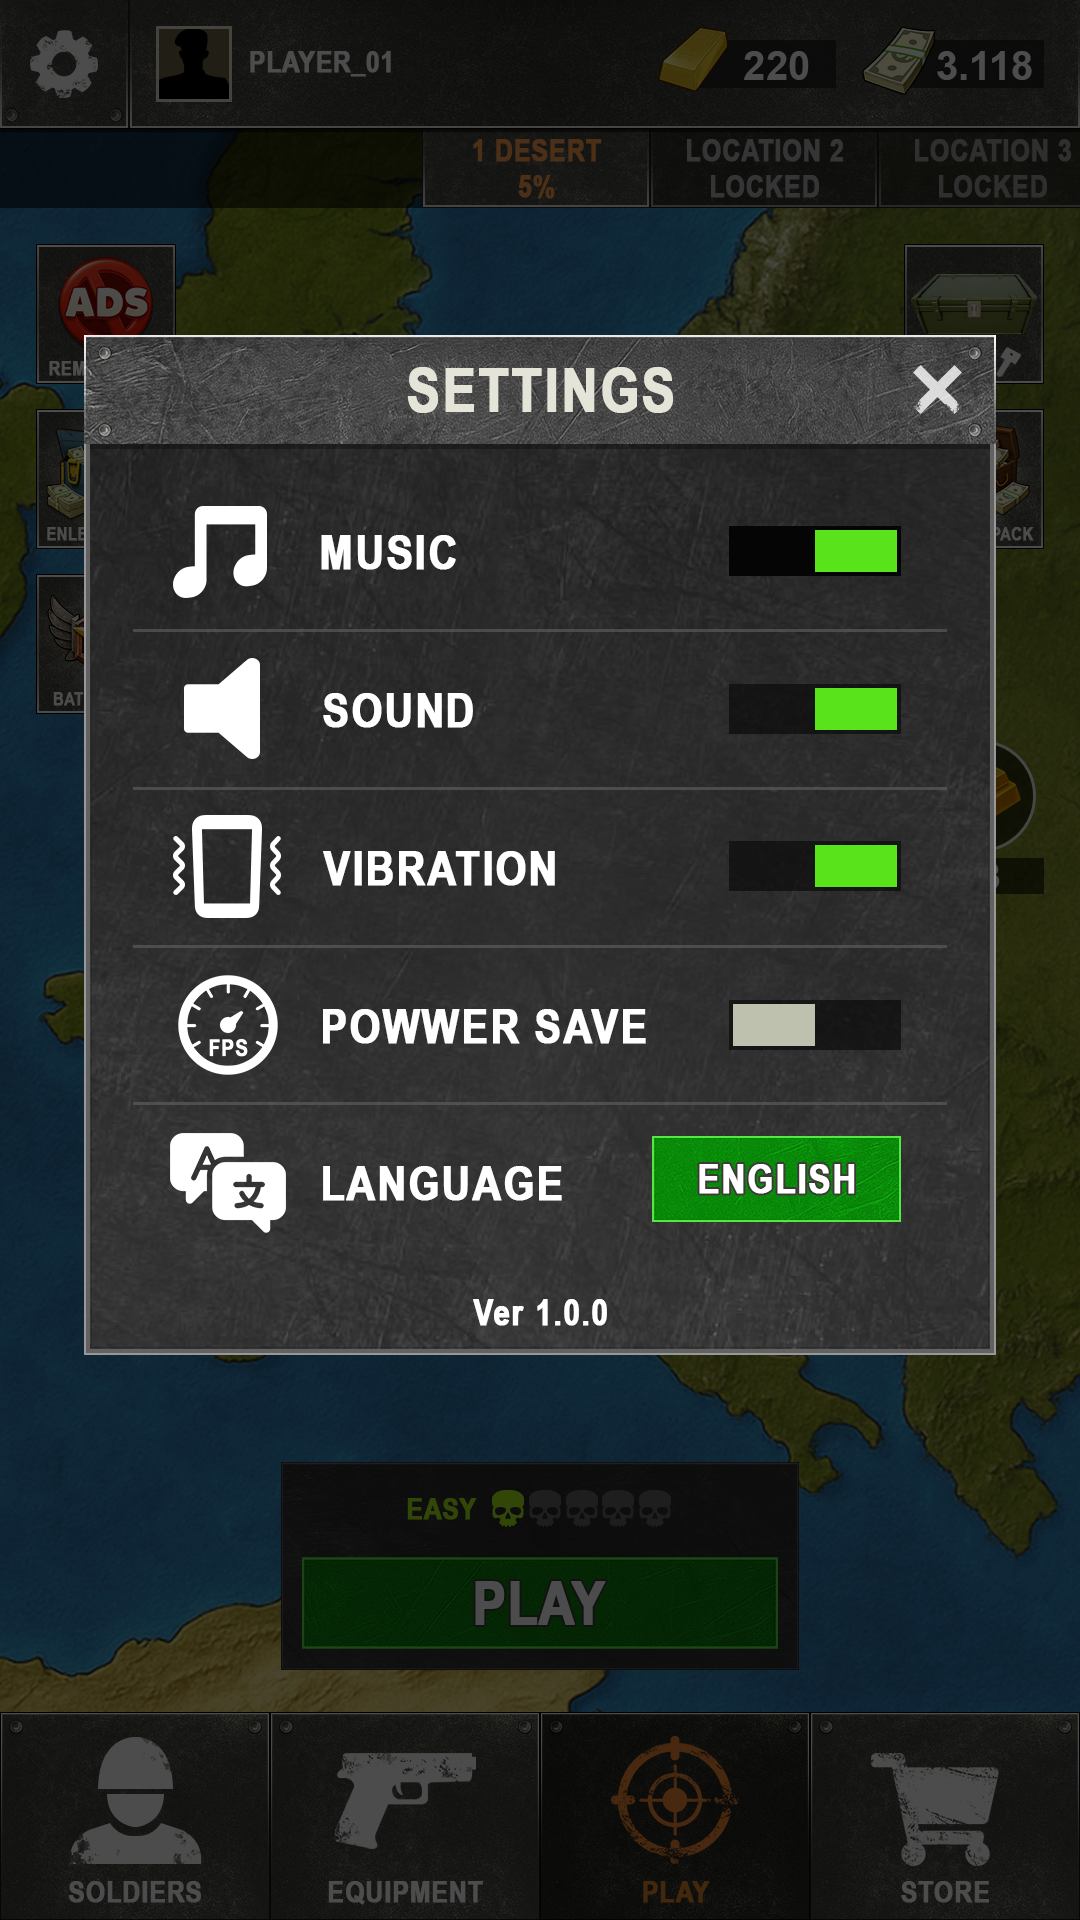 PLAYER_01
220
3.118
1 DESERT
5%
LOCATION 2
LOCKED
LOCATION 3
LOCKED
ADS
REM
SETTINGS
ENLE
PACK
MUSIC
BAT
SOUND
VIBRATION
FPS
POWWER SAVE
A
文
LANGUAGE
ENGLISH
Ver 1.0.0
EASY
PLAY
SOLDIERS
EQUIPMENT
PLAY
STORE